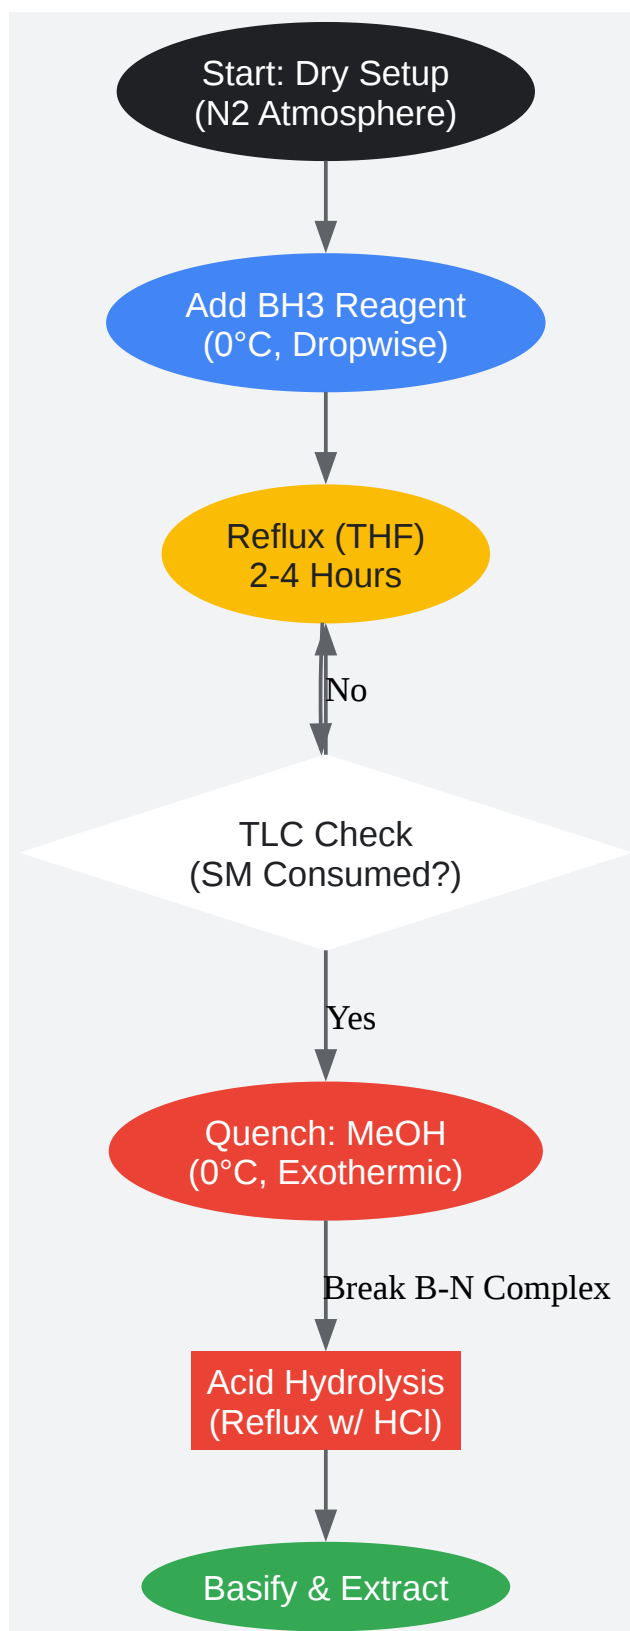 Start: Dry Setup
(N2 Atmosphere)
Add BH3 Reagent
(0°C, Dropwise)
Reflux (THF)
2-4 Hours
No
TLC Check
(SM Consumed?)
Yes
Quench: MeOH
(0°C, Exothermic)
Break B-N Complex
Acid Hydrolysis
(Reflux w/ HCl)
Basify & Extract